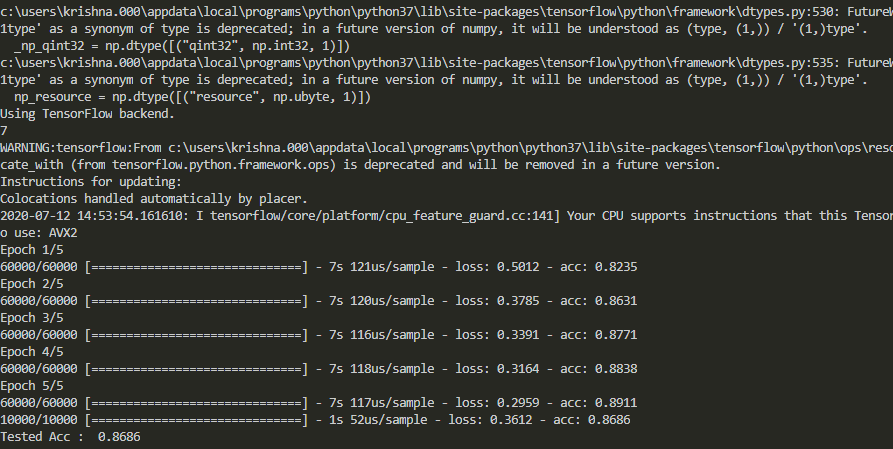 c:\users\krishna.000\appdata\local\programs\python\python37\lib\site-packages\tensorflow\python\framework\dtypes.py:530: FutureW
1type' as a synonym of type is deprecated; in a future version of numpy, it will be understood as (type, (1,)) / '(1,)type'.
_np_qint32 = np.dtype([("qint32", np.int32, 1)])
c:\users\krishna.000\appdata\local\programs\python\python37\lib\site-packages\tensorflow\python\framework\dtypes.py:535: FutureW
1type' as a synonym of type is deprecated; in a future version of numpy, it will be understood as (type, (1,)) / '(1,)type'.
np_resource = np.dtype([("resource", np.ubyte, 1)])
Using TensorFlow backend.
7
WARNING:tensorflow:From c:\users\krishna.000\appdata\local\programs\python\python37\lib\site-packages\tensorflow\python\ops\reso
cate_with (from tensorflow.python.framework.ops) is deprecated and will be removed in a future version.
Instructions for updating:
Colocations handled automatically by placer.
2020-07-12 14:53:54.161610: I tensorflow/core/platform/cpu_feature_guard.cc:141] Your CPU supports instructions that this Tensor
o use: AVX2
Epoch 1/5
60000/60000 [==============================] - 7s 121us/sample - loss: 0.5012 - acc: 0.8235
Epoch 2/5
60000/60000 [==============================] - 7s 120us/sample - loss: 0.3785 - acc: 0.8631
Epoch 3/5
60000/60000 [==============================] - 7s 116us/sample - loss: 0.3391 - acc: 0.8771
Epoch 4/5
60000/60000 [==============================] - 7s 118us/sample - loss: 0.3164 - acc: 0.8838
Epoch 5/5
60000/60000 [==============================] - 7s 117us/sample - loss: 0.2959 - acc: 0.8911
10000/10000 [==============================] - 1s 52us/sample - loss: 0.3612 - acc: 0.8686
Tested Acc :  0.8686